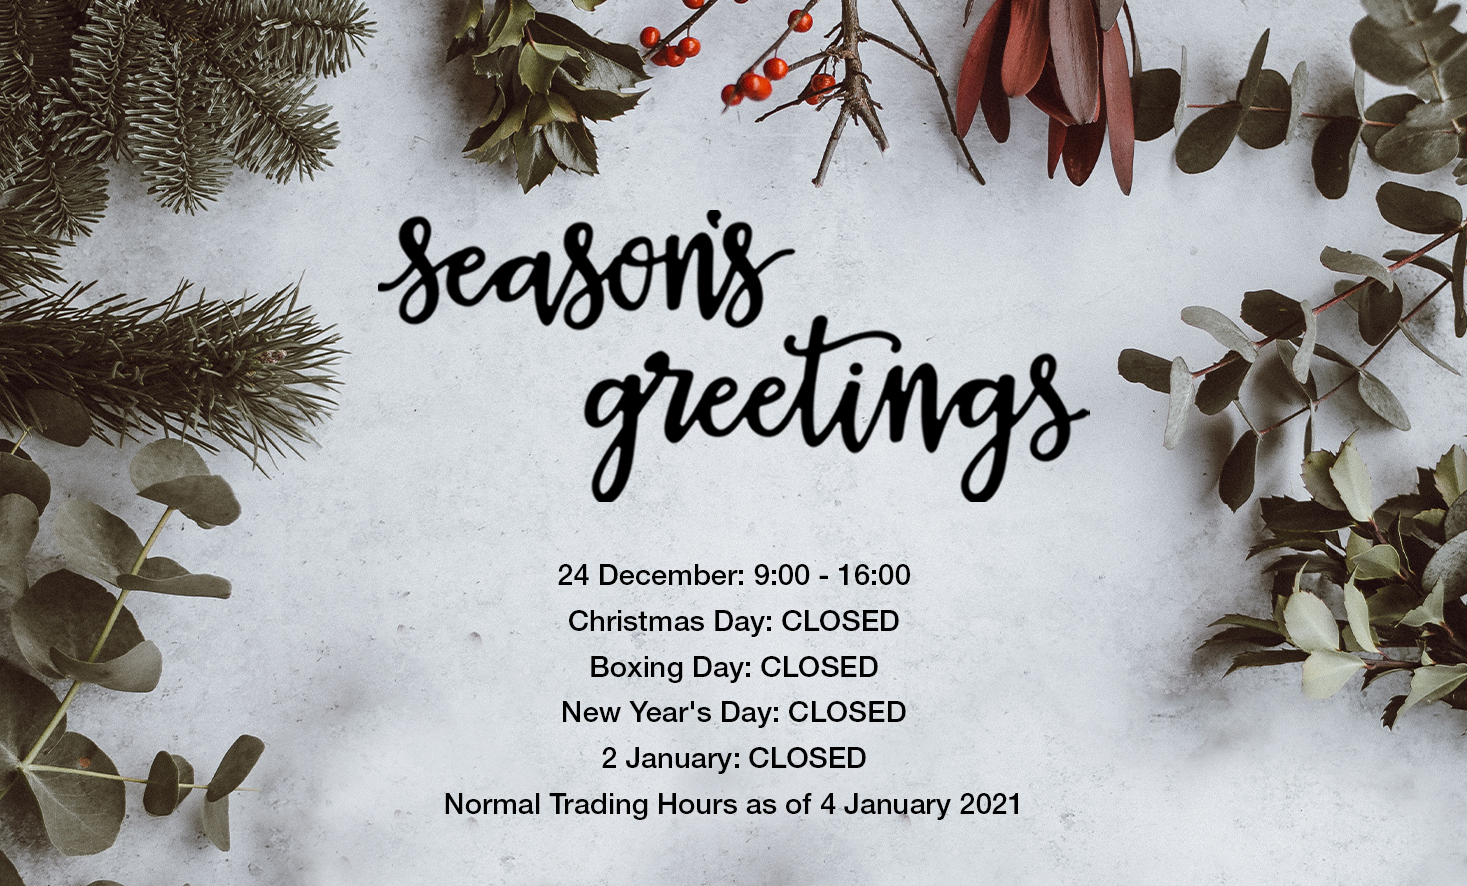 season's
greetings
24 December: 9:00 - 16:00
Christmas Day: CLOSED
Boxing Day: CLOSED
New Year's Day: CLOSED
2 January: CLOSED
Normal Trading Hours as of 4 January 2021